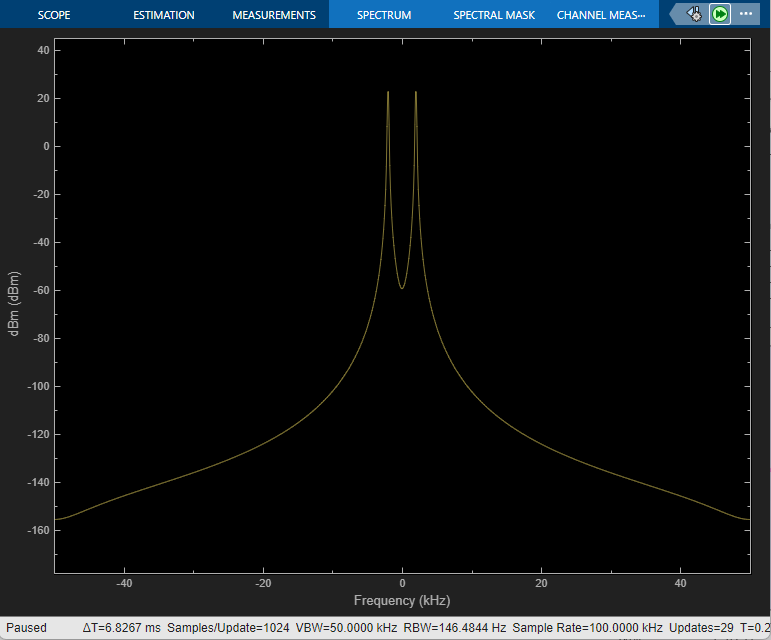 SCOPE ESTIMATION MEASUREMENTS SPECTRUM SPECTRAL MASK CHANNEL MEAS···
40
20
0
-20
-40
-60
-80
-100
-120
-140
-160
dBm (dBm)
-40 -20 0 20 40
Frequency (kHz)
Paused ΔT=6.8267 ms Samples/Update=1024 VBW=50.0000 kHz RBW=146.4844 Hz Sample Rate=100.0000 kHz Updates=29 T=0.2